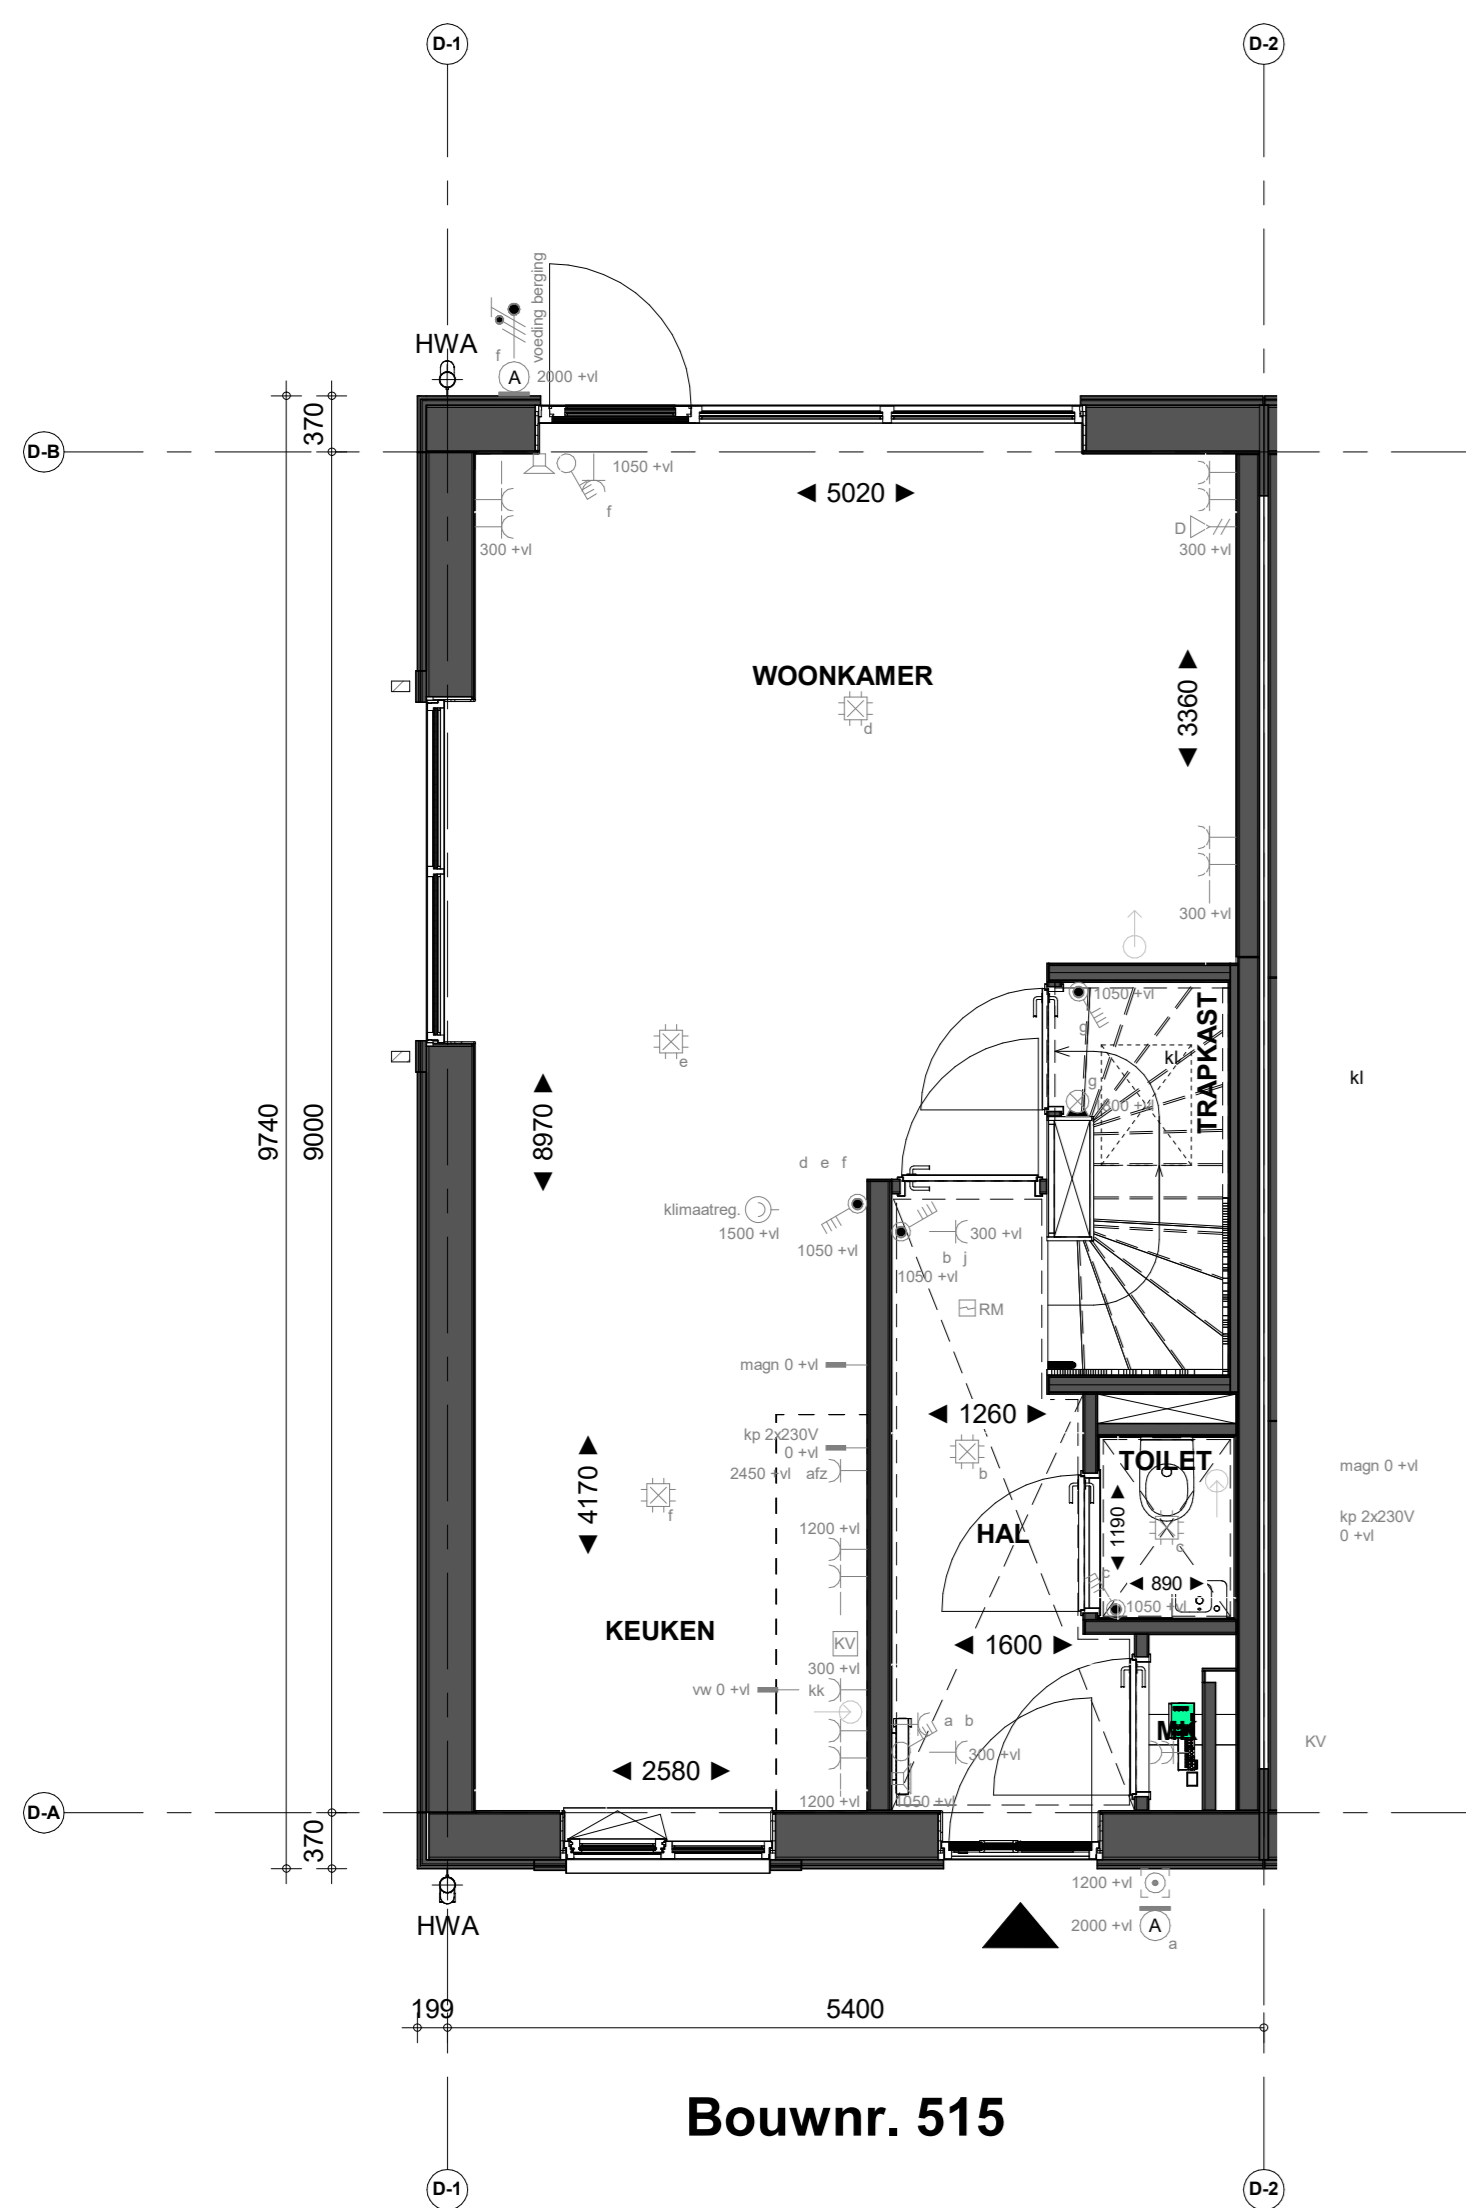 D-1
D-2
voeding berging
HWA
f
A
2000 +vl
370
D-B
1050 +vl
f
◄ 5020 ►
300 +vl
D
300 +vl
WOONKAMER
d
◄ 3360 ►
300 +vl
1050 +vl
g
TRAPKAST
kl
kl
e
g
9740
9000
◄ 8970 ►
d e f
klimaatreg.
1500 +vl
1050 +vl
300 +vl
b j
1050 +vl
RM
magn 0 +vl
◄ 1260 ►
kp 2x230V
0 +vl
2450 +vl afz
b
TOILET
magn 0 +vl
◄ 4170 ►
f
◄ 1190 ►
kp 2x230V
0 +vl
1200 +vl
HAL
c
c
◄ 890 ►
1050 +vl
KEUKEN
KV
◄ 1600 ►
300 +vl
vw 0 +vl
kk
a b
MK
KV
300 +vl
◄ 2580 ►
1200 +vl
1050 +vl
D-A
370
1200 +vl
HWA
2000 +vl
A
a
199
5400
Bouwnr. 515
D-1
D-2